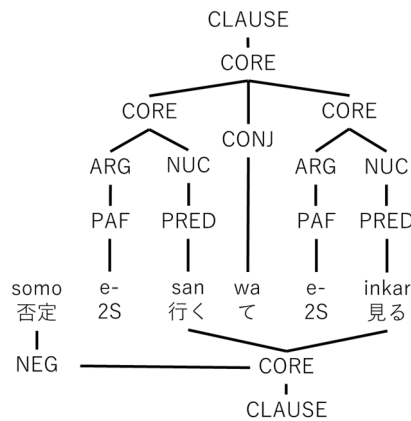 CLAUSE
CORE
CORE CORE
CONJ
ARG NUC ARG NUC
PAF PRED PAF PRED
somo e- san wa e- inkar
否定 2S 行く て 2S 見る
NEG CORE
CLAUSE